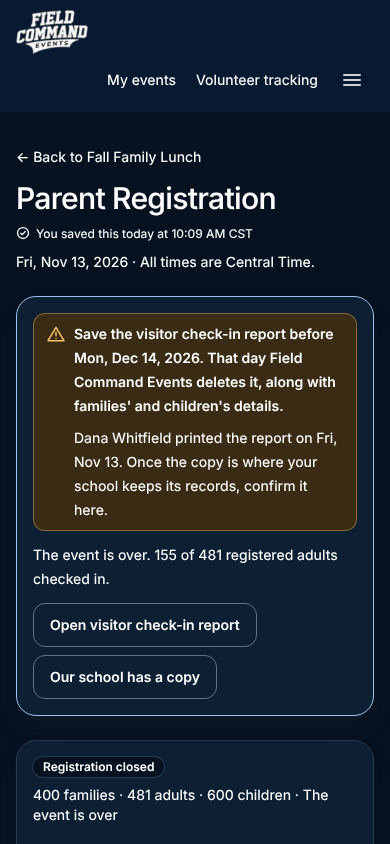 FIELD
COMMAND
EVENTS
My events Volunteer tracking
← Back to Fall Family Lunch
Parent Registration
You saved this today at 10:09 AM CST
Fri, Nov 13, 2026 · All times are Central Time.
Save the visitor check-in report before
Mon, Dec 14, 2026. That day Field
Command Events deletes it, along with
families' and children's details.
Dana Whitfield printed the report on Fri,
Nov 13. Once the copy is where your
school keeps its records, confirm it
here.
The event is over. 155 of 481 registered adults
checked in.
Open visitor check-in report
Our school has a copy
Registration closed
400 families · 481 adults · 600 children · The
event is over